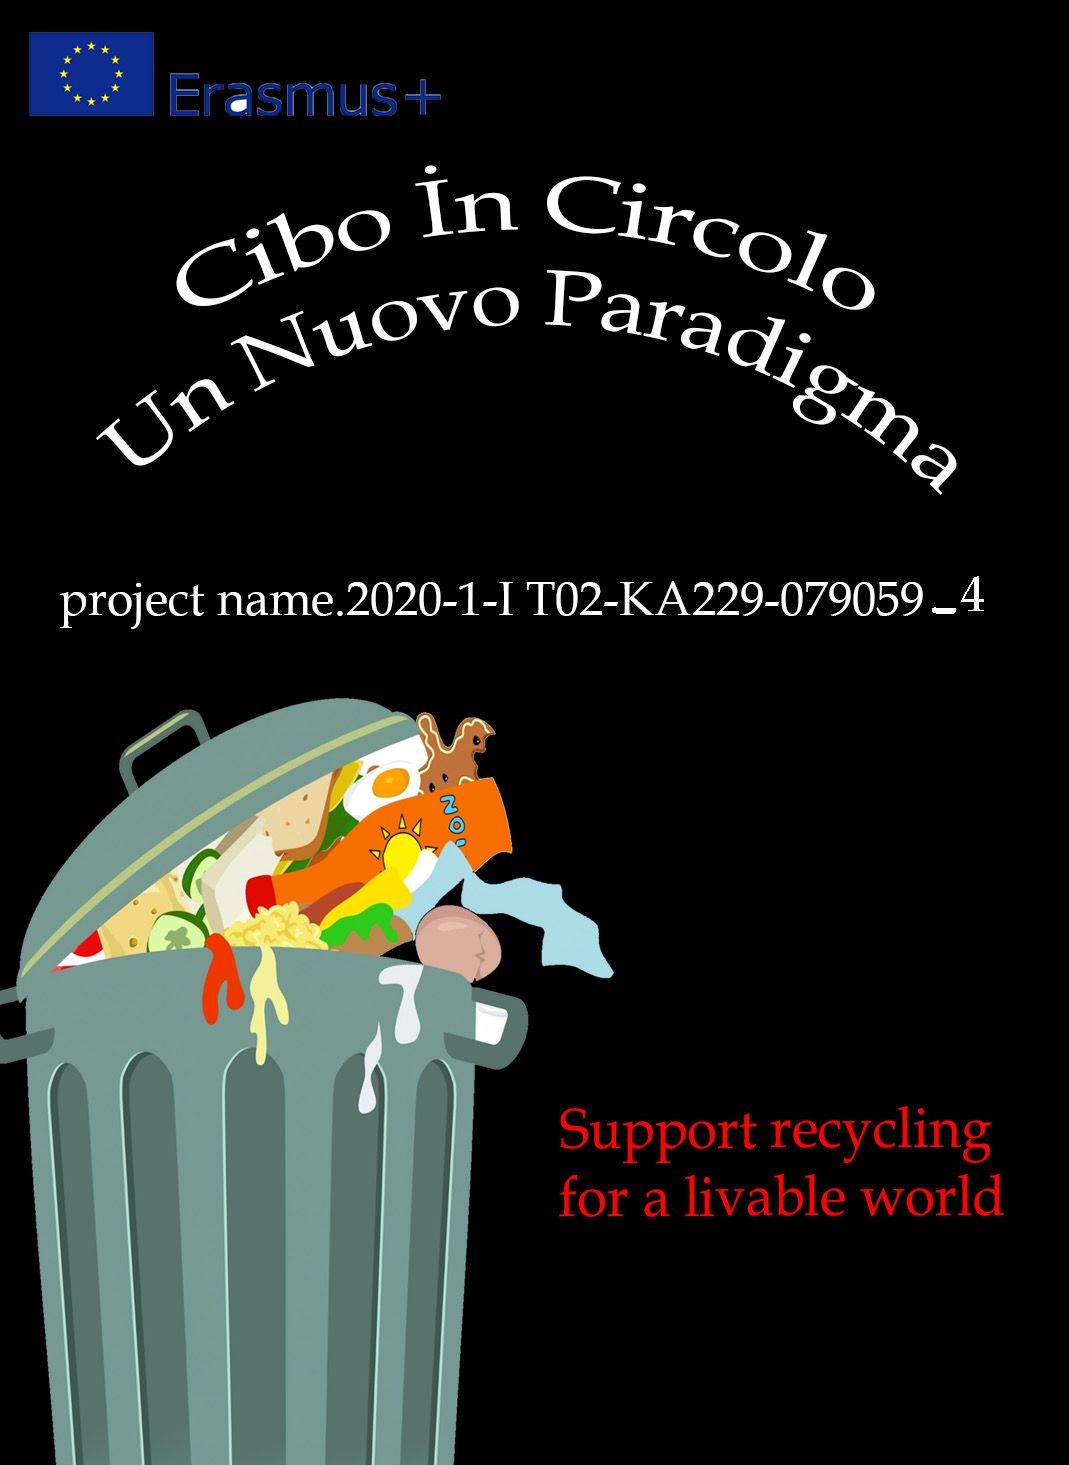 Erasmus+
Cibo İn Circolo
Un Nuovo Paradigma
project name.2020-1-I T02-KA229-079059_4
Support recycling
for a livable world